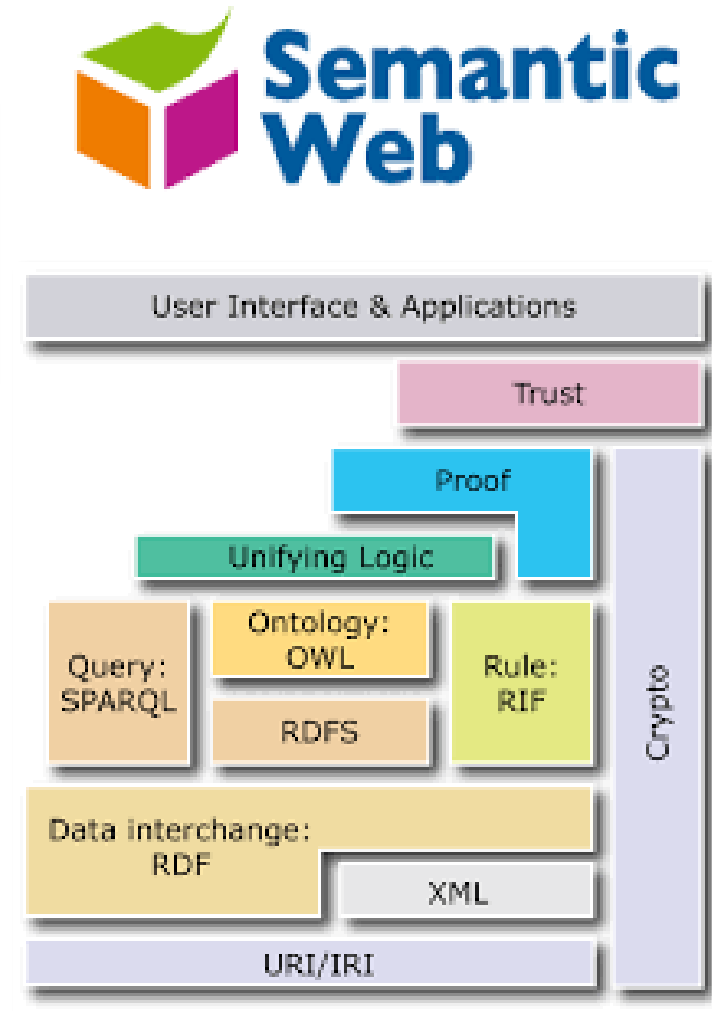 Semantic
Web
User Interface & Applications
Trust
Proof
Unifying Logic
Query:
SPARQL
Ontology:
OWL
RDFS
Rule:
RIF
Crypto
Data interchange:
RDF
XML
URI/IRI